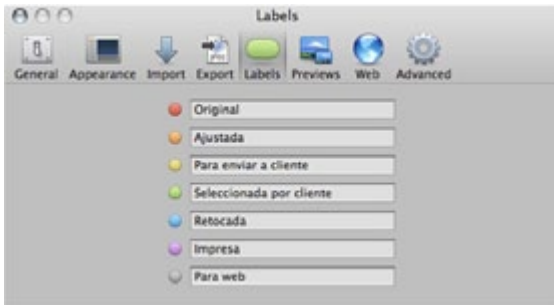 Labels
General Appearance Import Export Labels Previews Web Advanced
Original
Ajustada
Para enviar a cliente
Seleccionada por cliente
Retocada
Impresa
Para web